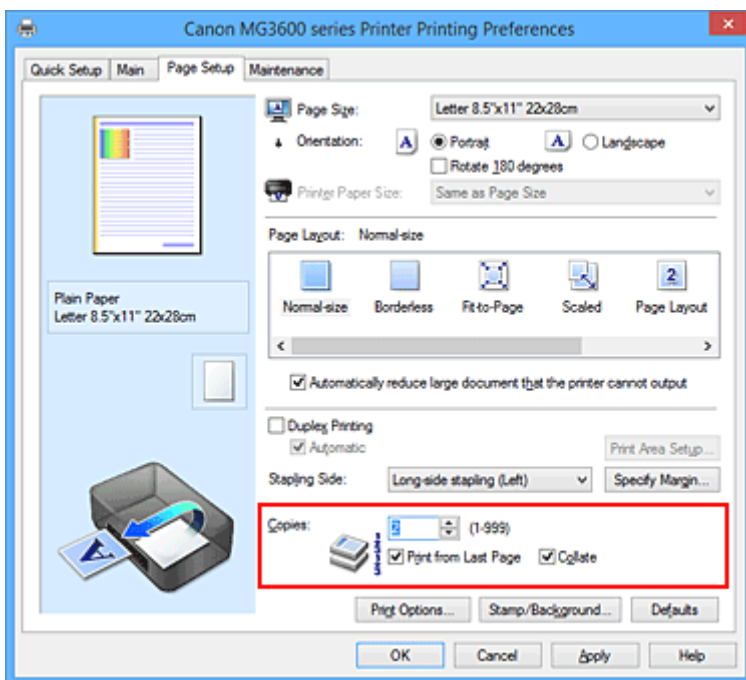 Canon MG3600 series Printer Printing Preferences
Quick Setup Main Page Setup Maintenance
Page Size: Letter 8.5"x11" 22x28cm
Orientation: A Portrait A Landscape
Rotate 180 degrees
Printer Paper Size: Same as Page Size
Page Layout: Normal-size
2
Normal-size Borderless Fit-to-Page Scaled Page Layout
Plain Paper
Letter 8.5"x11" 22x28cm
Automatically reduce large document that the printer cannot output
Duplex Printing
Automatic Print Area Setup...
Stapling Side: Long-side stapling (Left) Specify Margin...
Copies: 2 (1-999)
Print from Last Page Collate
A
Print Options... Stamp/Background... Defaults
OK Cancel Apply Help